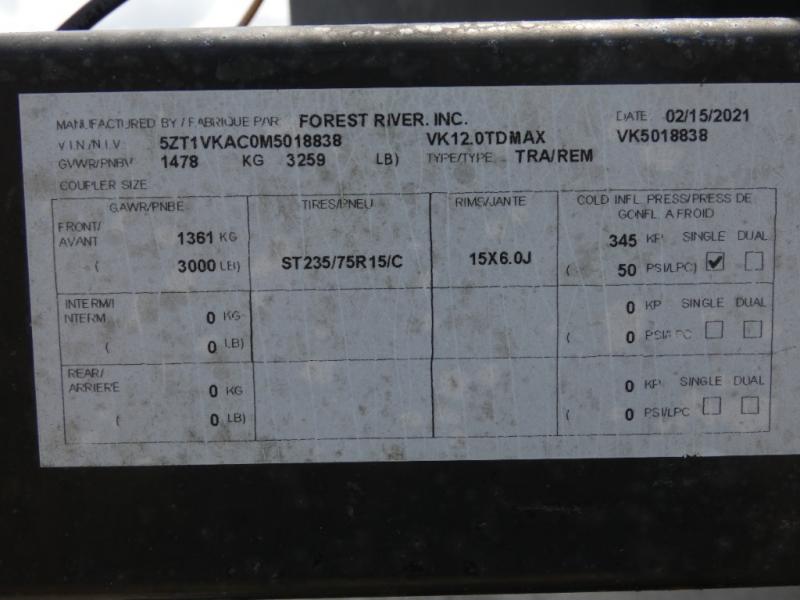 MANUFACTURED BY / FABRIQUE PAR FOREST RIVER. INC. DATE 02/15/2021
V.I.N./N.I.V. 5ZT1VKAC0M5018838 VK12.0TDMAX VK5018838
GVWR/PNBV 1478 KG 3259 LB) TYPE/TYPE TRA/REM
COUPLER SIZE
GAWR/PNBE TIRES/PNEU RIMS/JANTE COLD INFL. PRESS/PRESS DE
GONFL A FROID
FRONT/
AVANT 1361 KG 345 KP SINGLE DUAL
( 3000 LB) ST235/75R15/C 15X6.0J ( 50 PSI/LPC)
INTERM/I
NTERM 0 KG 0 KP SINGLE DUAL
( 0 LB) ( 0 PSI/LPC
REAR/
ARRIERE 0 KG 0 KP SINGLE DUAL
( 0 LB) ( 0 PSI/LPC